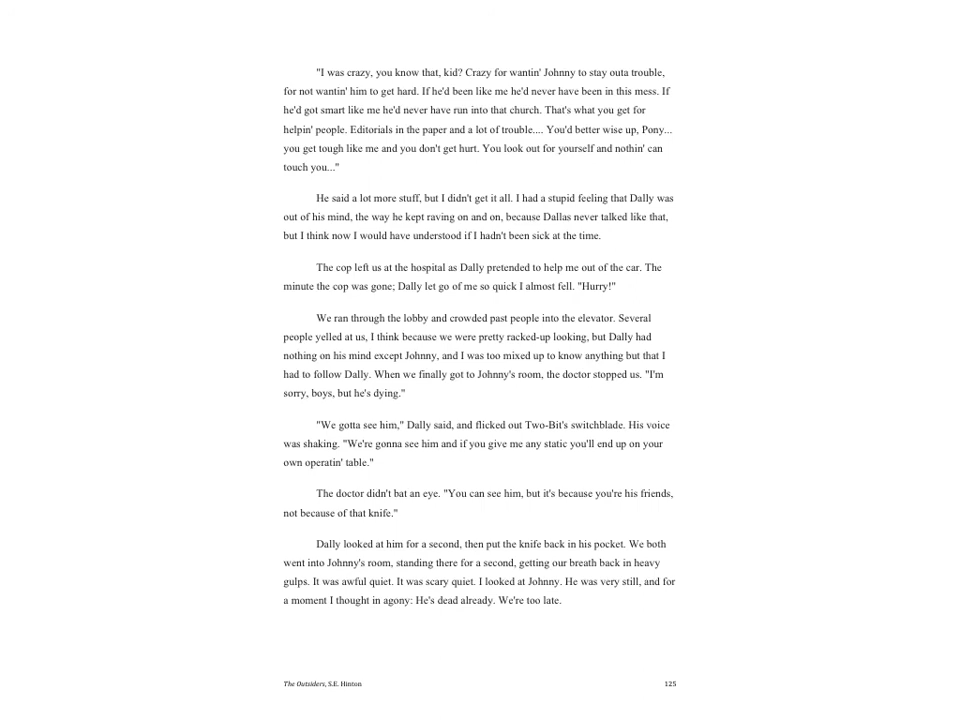 "I was crazy, you know that, kid? Crazy for wantin' Johnny to stay outa trouble,
for not wantin' him to get hard. If he'd been like me he'd never have been in this mess. If
he'd got smart like me he'd never have run into that church. That's what you get for
helpin' people. Editorials in the paper and a lot of trouble.... You'd better wise up, Pony...
you get tough like me and you don't get hurt. You look out for yourself and nothin' can
touch you..."
He said a lot more stuff, but I didn't get it all. I had a stupid feeling that Dally was
out of his mind, the way he kept raving on and on, because Dallas never talked like that,
but I think now I would have understood if I hadn't been sick at the time.
The cop left us at the hospital as Dally pretended to help me out of the car. The
minute the cop was gone; Dally let go of me so quick I almost fell. "Hurry!"
We ran through the lobby and crowded past people into the elevator. Several
people yelled at us, I think because we were pretty racked-up looking, but Dally had
nothing on his mind except Johnny, and I was too mixed up to know anything but that I
had to follow Dally. When we finally got to Johnny's room, the doctor stopped us. "I'm
sorry, boys, but he's dying."
"We gotta see him," Dally said, and flicked out Two-Bit's switchblade. His voice
was shaking. "We're gonna see him and if you give me any static you'll end up on your
own operatin' table."
The doctor didn't bat an eye. "You can see him, but it's because you're his friends,
not because of that knife."
Dally looked at him for a second, then put the knife back in his pocket. We both
went into Johnny's room, standing there for a second, getting our breath back in heavy
gulps. It was awful quiet. It was scary quiet. I looked at Johnny. He was very still, and for
a moment I thought in agony: He's dead already. We're too late.
The Outsiders, S.E. Hinton 125